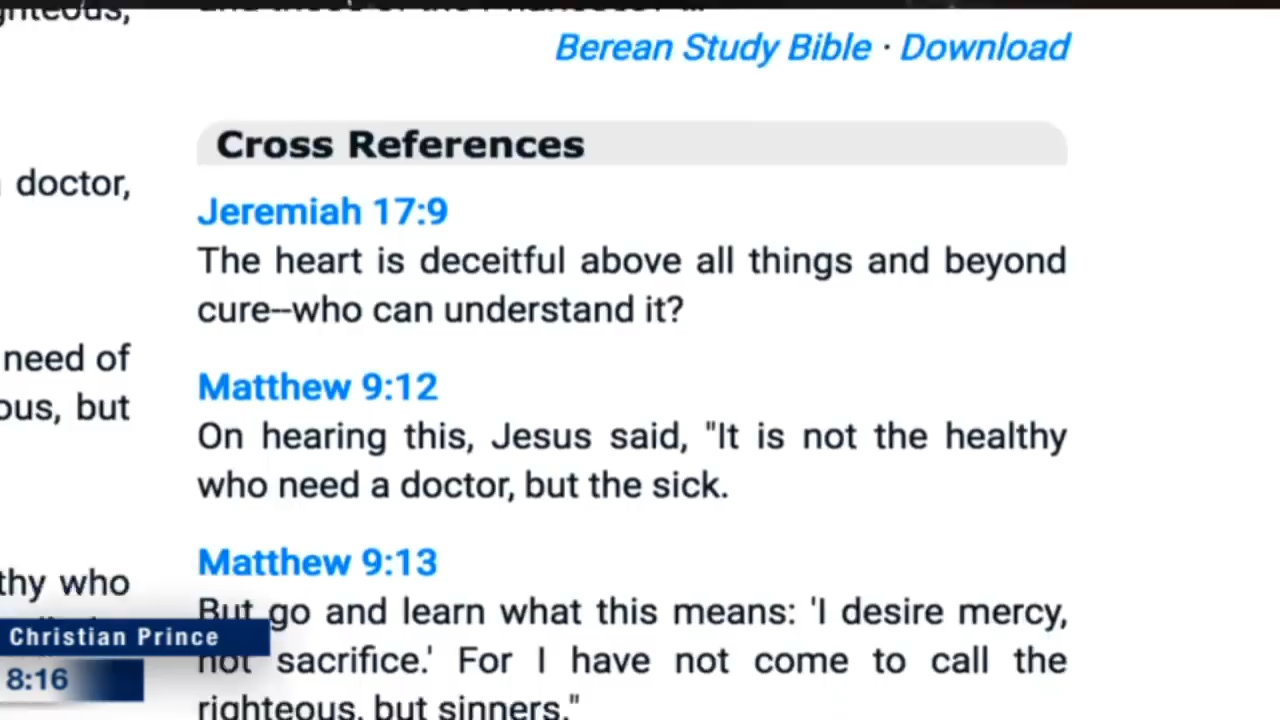 ghteous,
Berean Study Bible · Download
Cross References
doctor,
Jeremiah 17:9
The heart is deceitful above all things and beyond
cure--who can understand it?
need of
ous, but
Matthew 9:12
On hearing this, Jesus said, "It is not the healthy
who need a doctor, but the sick.
thy who
Matthew 9:13
But go and learn what this means: 'I desire mercy,
not sacrifice.' For I have not come to call the
righteous, but sinners."
Christian Prince
8:16